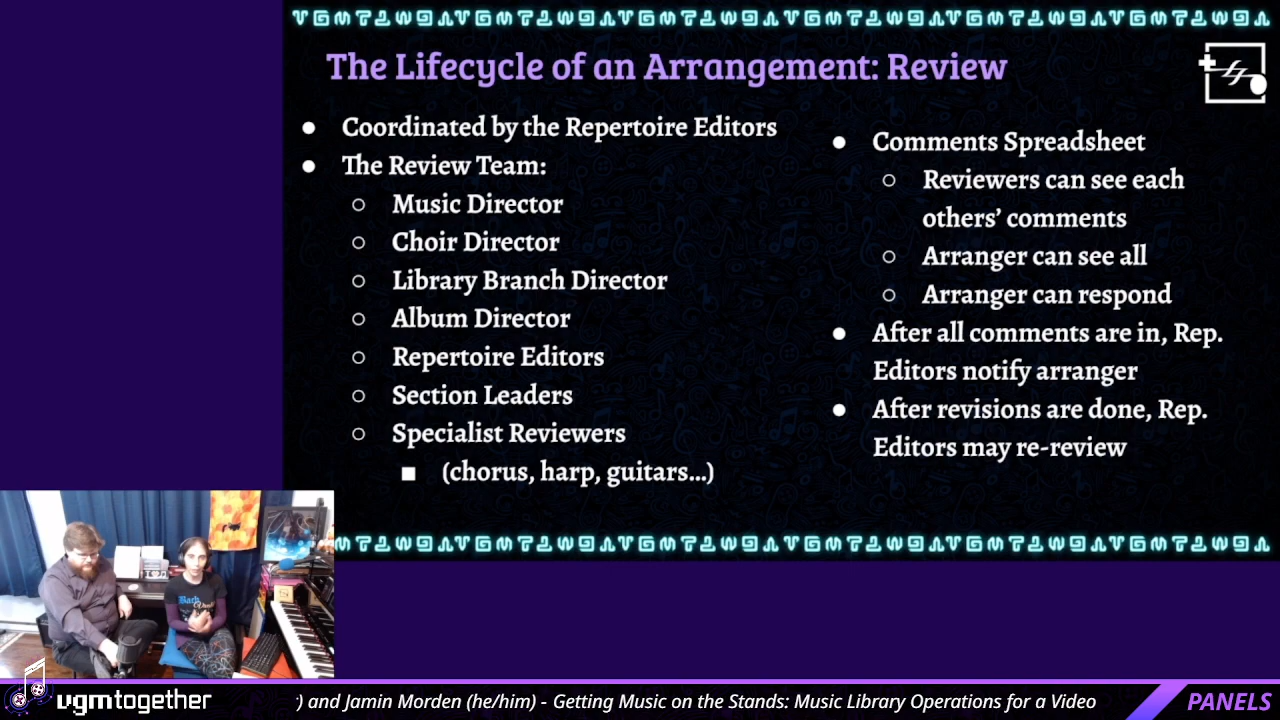 The Lifecycle of an Arrangement: Review
● Coordinated by the Repertoire Editors
● The Review Team:
○ Music Director
○ Choir Director
○ Library Branch Director
○ Album Director
○ Repertoire Editors
○ Section Leaders
○ Specialist Reviewers
■ (chorus, harp, guitars...)
● Comments Spreadsheet
○ Reviewers can see each
others’ comments
○ Arranger can see all
○ Arranger can respond
● After all comments are in, Rep.
Editors notify arranger
● After revisions are done, Rep.
Editors may re-review
vgmtogether
) and Jamin Morden (he/him) - Getting Music on the Stands: Music Library Operations for a Video
PANELS